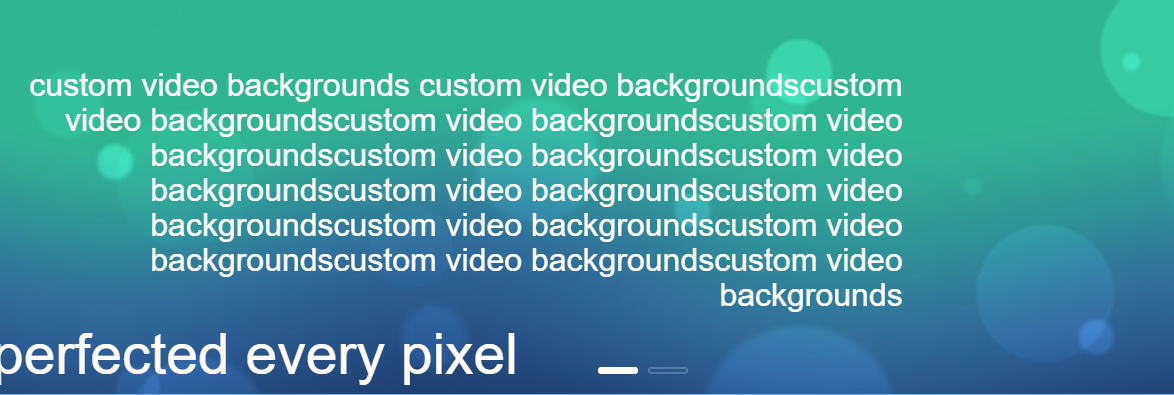 custom video backgrounds custom video backgroundscustom
video backgroundscustom video backgroundscustom video
backgroundscustom video backgroundscustom video
backgroundscustom video backgroundscustom video
backgroundscustom video backgroundscustom video
backgroundscustom video backgroundscustom video
backgrounds
perfected every pixel